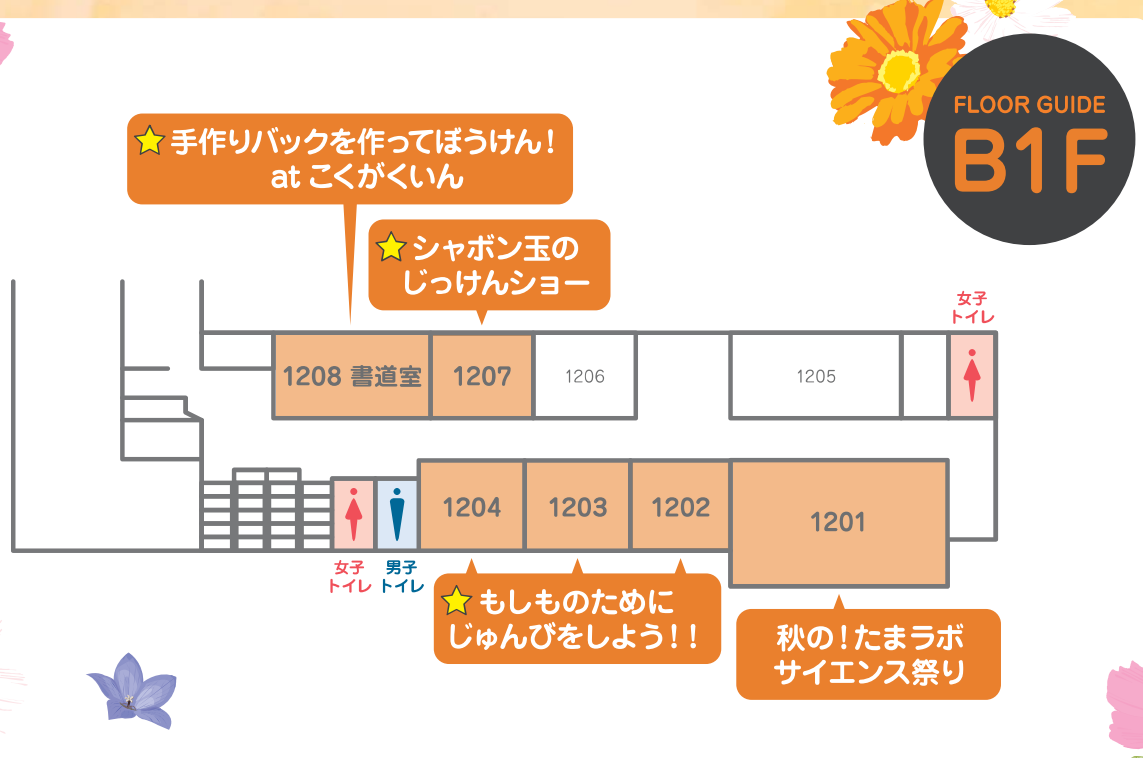 FLOOR GUIDE
B1F
手作りバックを作ってぼうけん！
at こくがくいん
シャボン玉の
じっけんショー
女子
トイレ
1208 書道室
1207
1206
1205
1204
1203
1202
1201
女子
トイレ
男子
トイレ
もしものために
じゅんびをしよう！！
秋の！たまラボ
サイエンス祭り